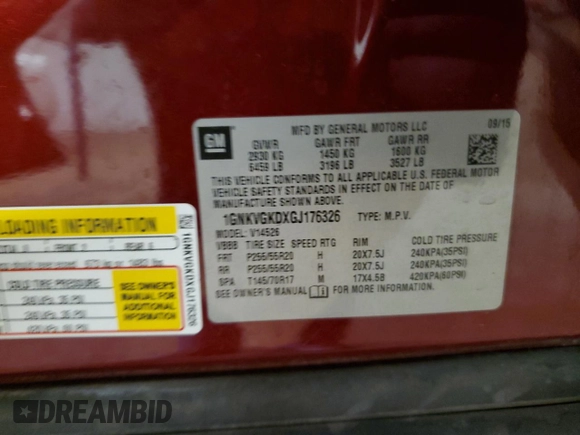 GM
MFD BY GENERAL MOTORS LLC 09/15
GVWR GAWR FRT GAWR RR
2930 KG 1450 KG 1600 KG
6459 LB 3196 LB 3527 LB
THIS VEHICLE CONFORMS TO ALL APPLICABLE U.S. FEDERAL MOTOR
VEHICLE SAFETY STANDARDS IN EFFECT ON THE DATE OF
MANUFACTURE SHOWN ABOVE.
1GNKVGKDXGJ176326 TYPE: M.P.V.
MODEL: V14526
VBBB TIRE SIZE SPEED RTG RIM COLD TIRE PRESSURE
FRT P255/55R20 H 20X7.5J 240KPA(35PSI)
RR P255/55R20 H 20X7.5J 240KPA(35PSI)
SPA T145/70R17 M 17X4.5B 420KPA(60PSI)
SEE OWNER'S MANUAL FOR MORE INFORMATION
LOADING INFORMATION
FRONT 2 REAR
SEE OWNER'S
MANUAL FOR
ADDITIONAL
INFORMATION
1GNKVGKDXGJ176326
DREAMBID